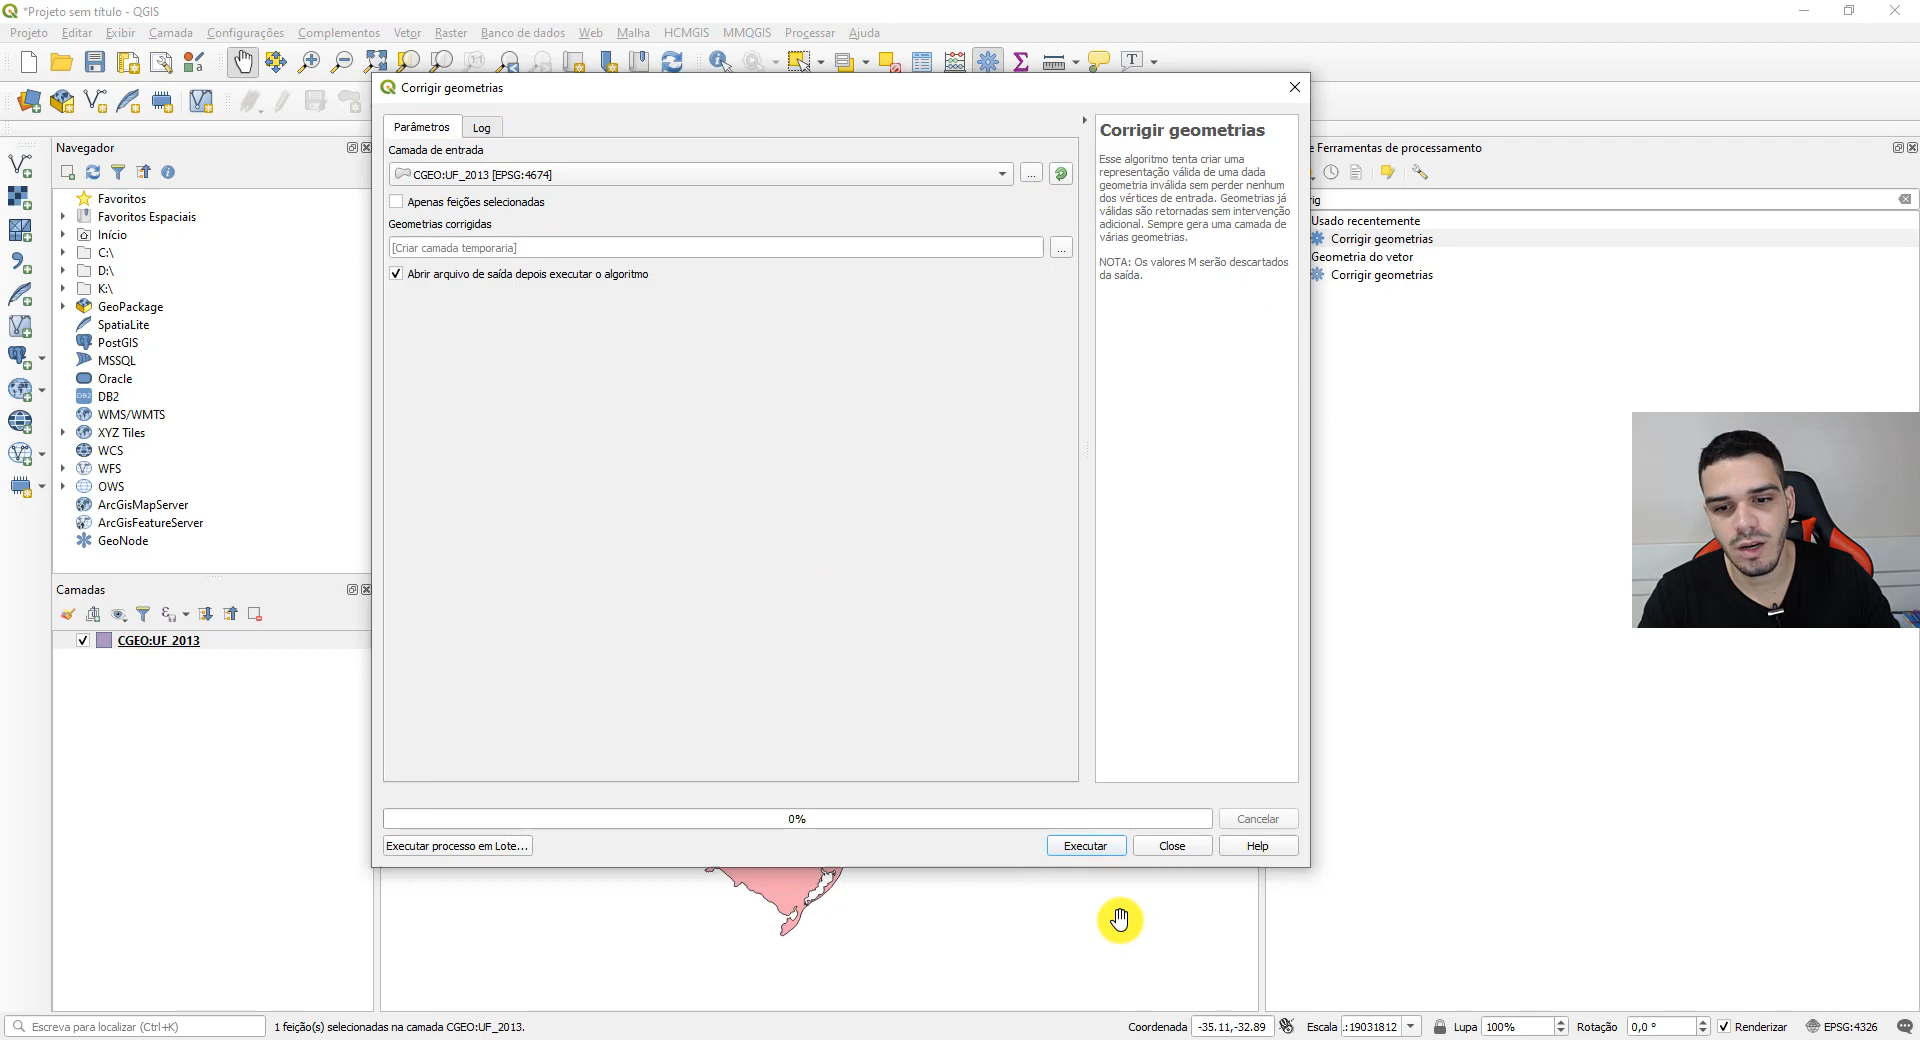 *Projeto sem título - QGIS
Projeto Editar Exibir Camada Configurações Complementos Vetor Raster Banco de dados Web Malha HCMGIS MMQGIS Processar Ajuda
Corrigir geometrias
Parâmetros Log
Camada de entrada
CGEO:UF_2013 [EPSG:4674]
...
Apenas feições selecionadas
Geometrias corrigidas
[Criar camada temporaria]
...
Abrir arquivo de saída depois executar o algoritmo
Corrigir geometrias
Esse algoritmo tenta criar uma
representação válida de uma dada
geometria inválida sem perder nenhum
dos vértices de entrada. Geometrias já
válidas são retornadas sem intervenção
adicional. Sempre gera uma camada de
várias geometrias.
NOTA: Os valores M serão descartados
da saída.
0%
Cancelar
Executar processo em Lote...
Executar
Close
Help
Navegador
Favoritos
Favoritos Espaciais
Início
C:\
D:\
K:\
GeoPackage
SpatiaLite
PostGIS
MSSQL
Oracle
DB2
WMS/WMTS
XYZ Tiles
WCS
WFS
OWS
ArcGisMapServer
ArcGisFeatureServer
GeoNode
Camadas
CGEO:UF_2013
e Ferramentas de processamento
rig
Usado recentemente
Corrigir geometrias
Geometria do vetor
Corrigir geometrias
Escreva para localizar (Ctrl+K)
1 feição(s) selecionadas na camada CGEO:UF_2013.
Coordenada -35.11,-32.89
Escala .:19031812
Lupa 100%
Rotação 0,0 °
Renderizar
EPSG:4326